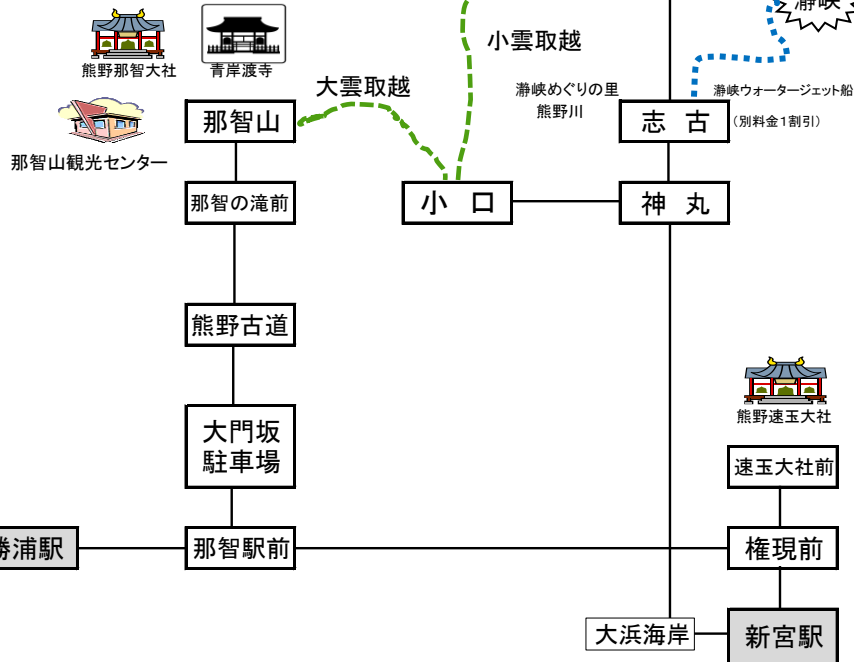 瀞峡
小雲取越
熊野那智大社
青岸渡寺
大雲取越
瀞峡めぐりの里
熊野川
瀞峡ウォータージェット船
(別料金1割引)
那智山
志 古
那智山観光センター
那智の滝前
小 口
神 丸
熊野古道
熊野速玉大社
大門坂
駐車場
速玉大社前
勝浦駅
那智駅前
権現前
大浜海岸
新宮駅